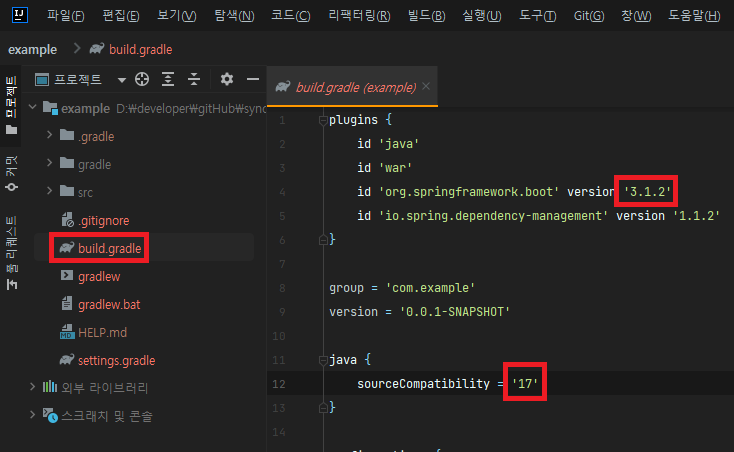 IJ 파일(F) 편집(E) 보기(V) 탐색(N) 코드(C) 리팩터링(R) 빌드(B) 실행(U) 도구(T) Git(G) 창(W) 도움말(H)
example > build.gradle
프로젝트
프로젝트
커밋
풀 리퀘스트
example D:₩developer₩gitHub₩sync
.gradle
gradle
src
.gitignore
build.gradle
gradlew
gradlew.bat
HELP.md
settings.gradle
외부 라이브러리
스크래치 및 콘솔
build.gradle (example)
1 plugins {
2 id 'java'
3 id 'war'
4 id 'org.springframework.boot' version '3.1.2'
5 id 'io.spring.dependency-management' version '1.1.2'
6 }
7
8 group = 'com.example'
9 version = '0.0.1-SNAPSHOT'
10
11 java {
12 sourceCompatibility = '17'
13 }
14